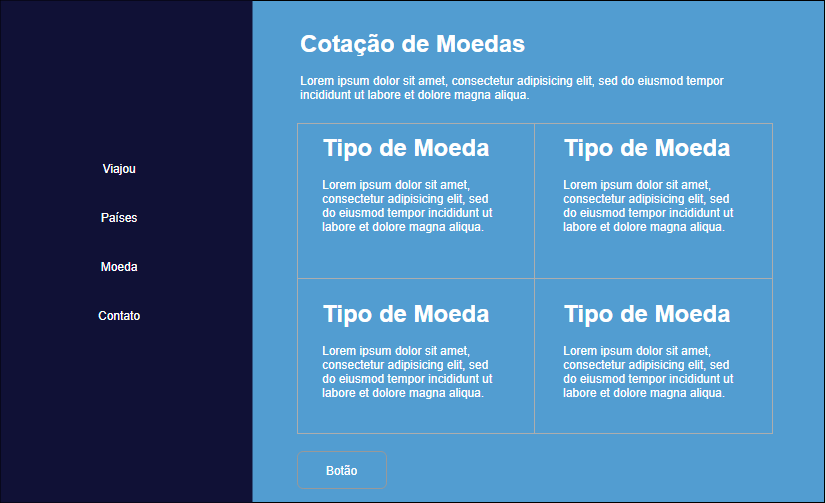 Viajou
Países
Moeda
Contato
Cotação de Moedas
Lorem ipsum dolor sit amet, consectetur adipisicing elit, sed do eiusmod tempor
incididunt ut labore et dolore magna aliqua.
Tipo de Moeda
Lorem ipsum dolor sit amet,
consectetur adipisicing elit, sed
do eiusmod tempor incididunt ut
labore et dolore magna aliqua.
Tipo de Moeda
Lorem ipsum dolor sit amet,
consectetur adipisicing elit, sed
do eiusmod tempor incididunt ut
labore et dolore magna aliqua.
Tipo de Moeda
Lorem ipsum dolor sit amet,
consectetur adipisicing elit, sed
do eiusmod tempor incididunt ut
labore et dolore magna aliqua.
Tipo de Moeda
Lorem ipsum dolor sit amet,
consectetur adipisicing elit, sed
do eiusmod tempor incididunt ut
labore et dolore magna aliqua.
Botão